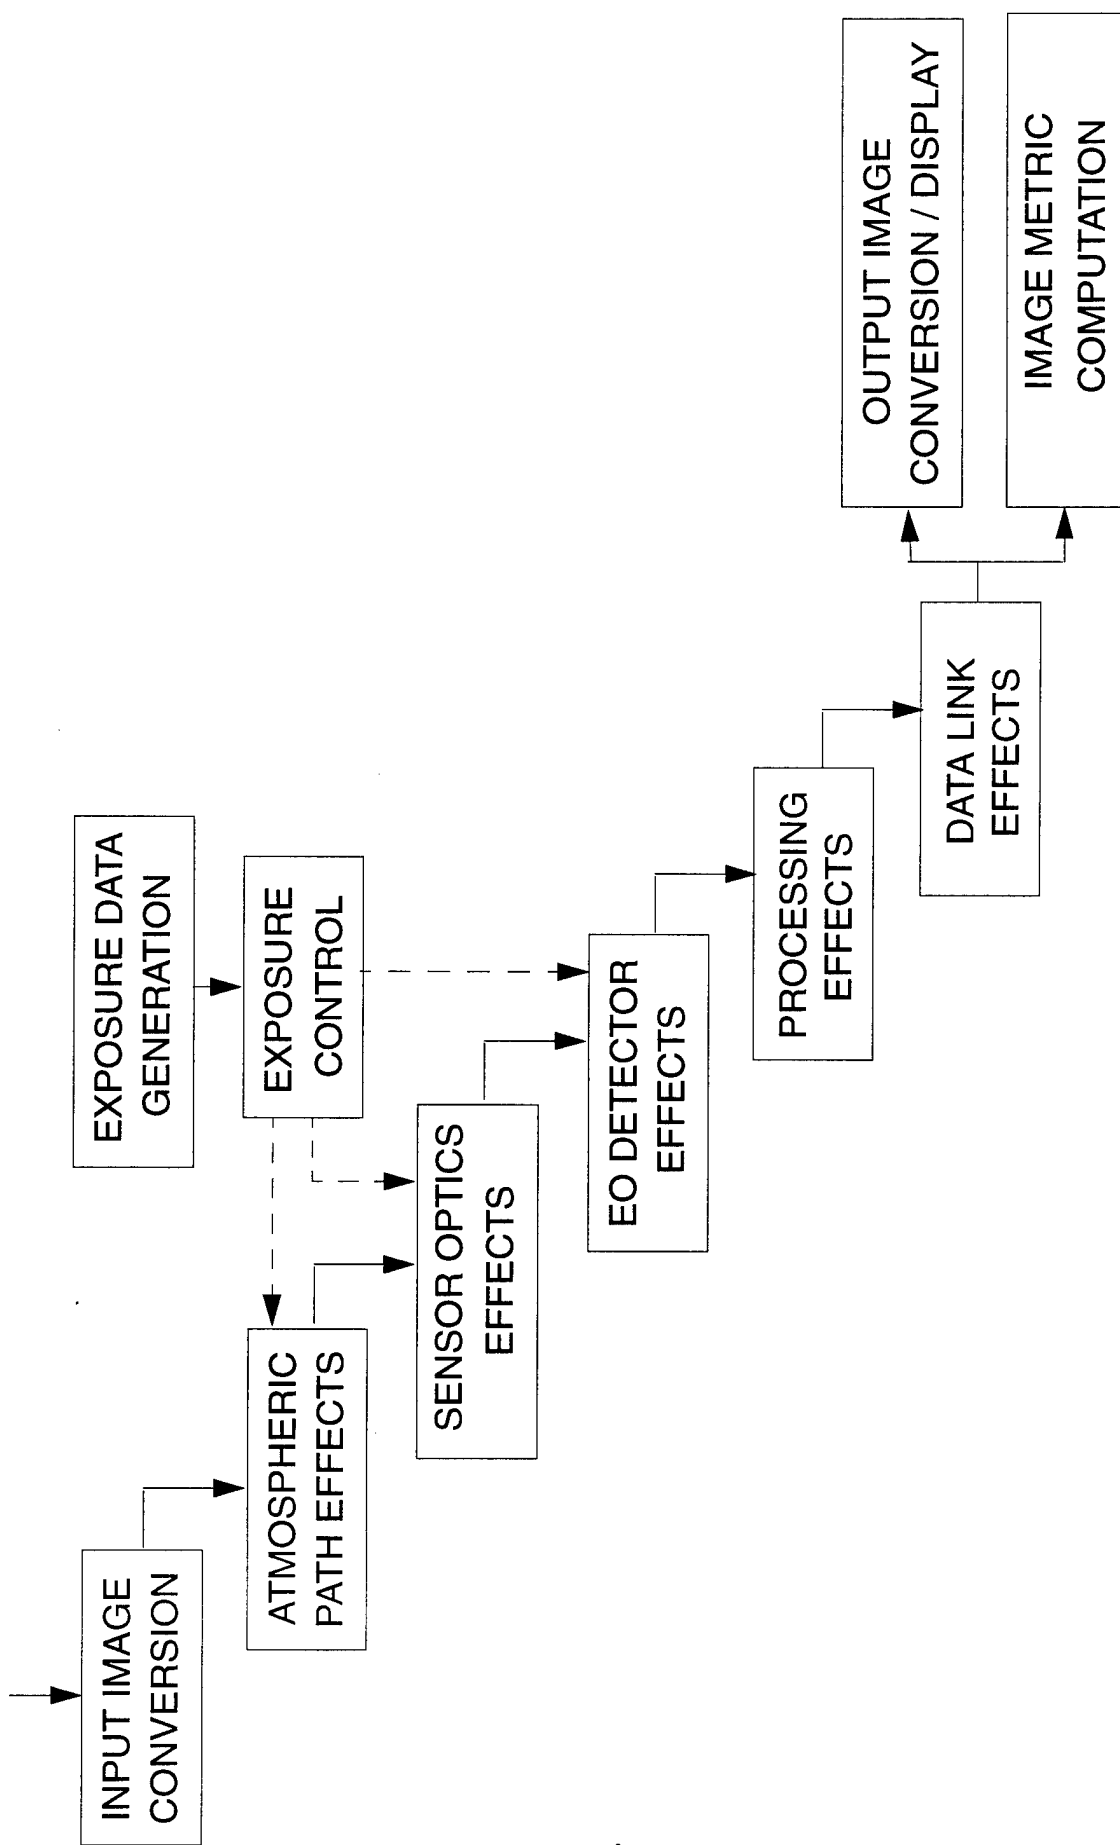 INPUT IMAGE
CONVERSION
ATMOSPHERIC
PATH EFFECTS
EXPOSURE DATA
GENERATION
EXPOSURE
CONTROL
SENSOR OPTICS
EFFECTS
EO DETECTOR
EFFECTS
PROCESSING
EFFECTS
DATA LINK
EFFECTS
OUTPUT IMAGE
CONVERSION / DISPLAY
IMAGE METRIC
COMPUTATION